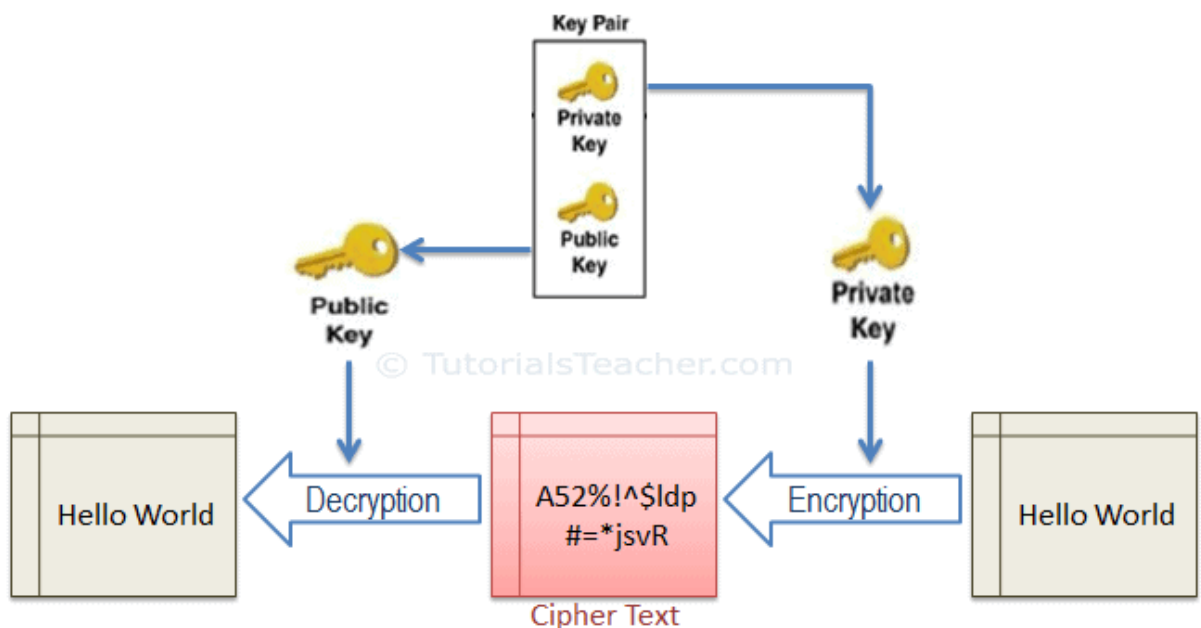 Key Pair
Private
Key
Public
Key
Public
Key
Private
Key
© TutorialsTeacher.com
Hello World
Decryption
A52%!^$ldp
#=*jsvR
Encryption
Hello World
Cipher Text